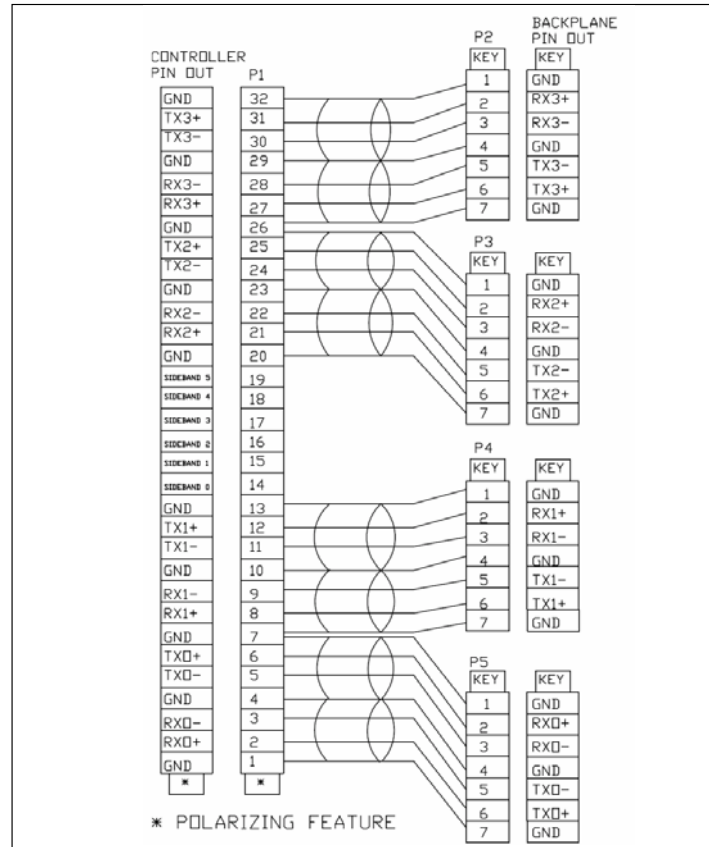 BACKPLANE
PIN OUT
CONTROLLER
PIN OUT
P1
P2
KEY KEY
1 GND
2 RX3+
3 RX3-
4 GND
5 TX3-
6 TX3+
7 GND
P3
KEY KEY
1 GND
2 RX2+
3 RX2-
4 GND
5 TX2-
6 TX2+
7 GND
P4
KEY KEY
1 GND
2 RX1+
3 RX1-
4 GND
5 TX1-
6 TX1+
7 GND
P5
KEY KEY
1 GND
2 RX0+
3 RX0-
4 GND
5 TX0-
6 TX0+
7 GND
GND 32
TX3+ 31
TX3- 30
GND 29
RX3- 28
RX3+ 27
GND 26
TX2+ 25
TX2- 24
GND 23
RX2- 22
RX2+ 21
GND 20
SIDEBAND 5 19
SIDEBAND 4 18
SIDEBAND 3 17
SIDEBAND 2 16
SIDEBAND 1 15
SIDEBAND 0 14
GND 13
TX1+ 12
TX1- 11
GND 10
RX1- 9
RX1+ 8
GND 7
TX0+ 6
TX0- 5
GND 4
RX0- 3
RX0+ 2
GND 1
* *
* POLARIZING FEATURE